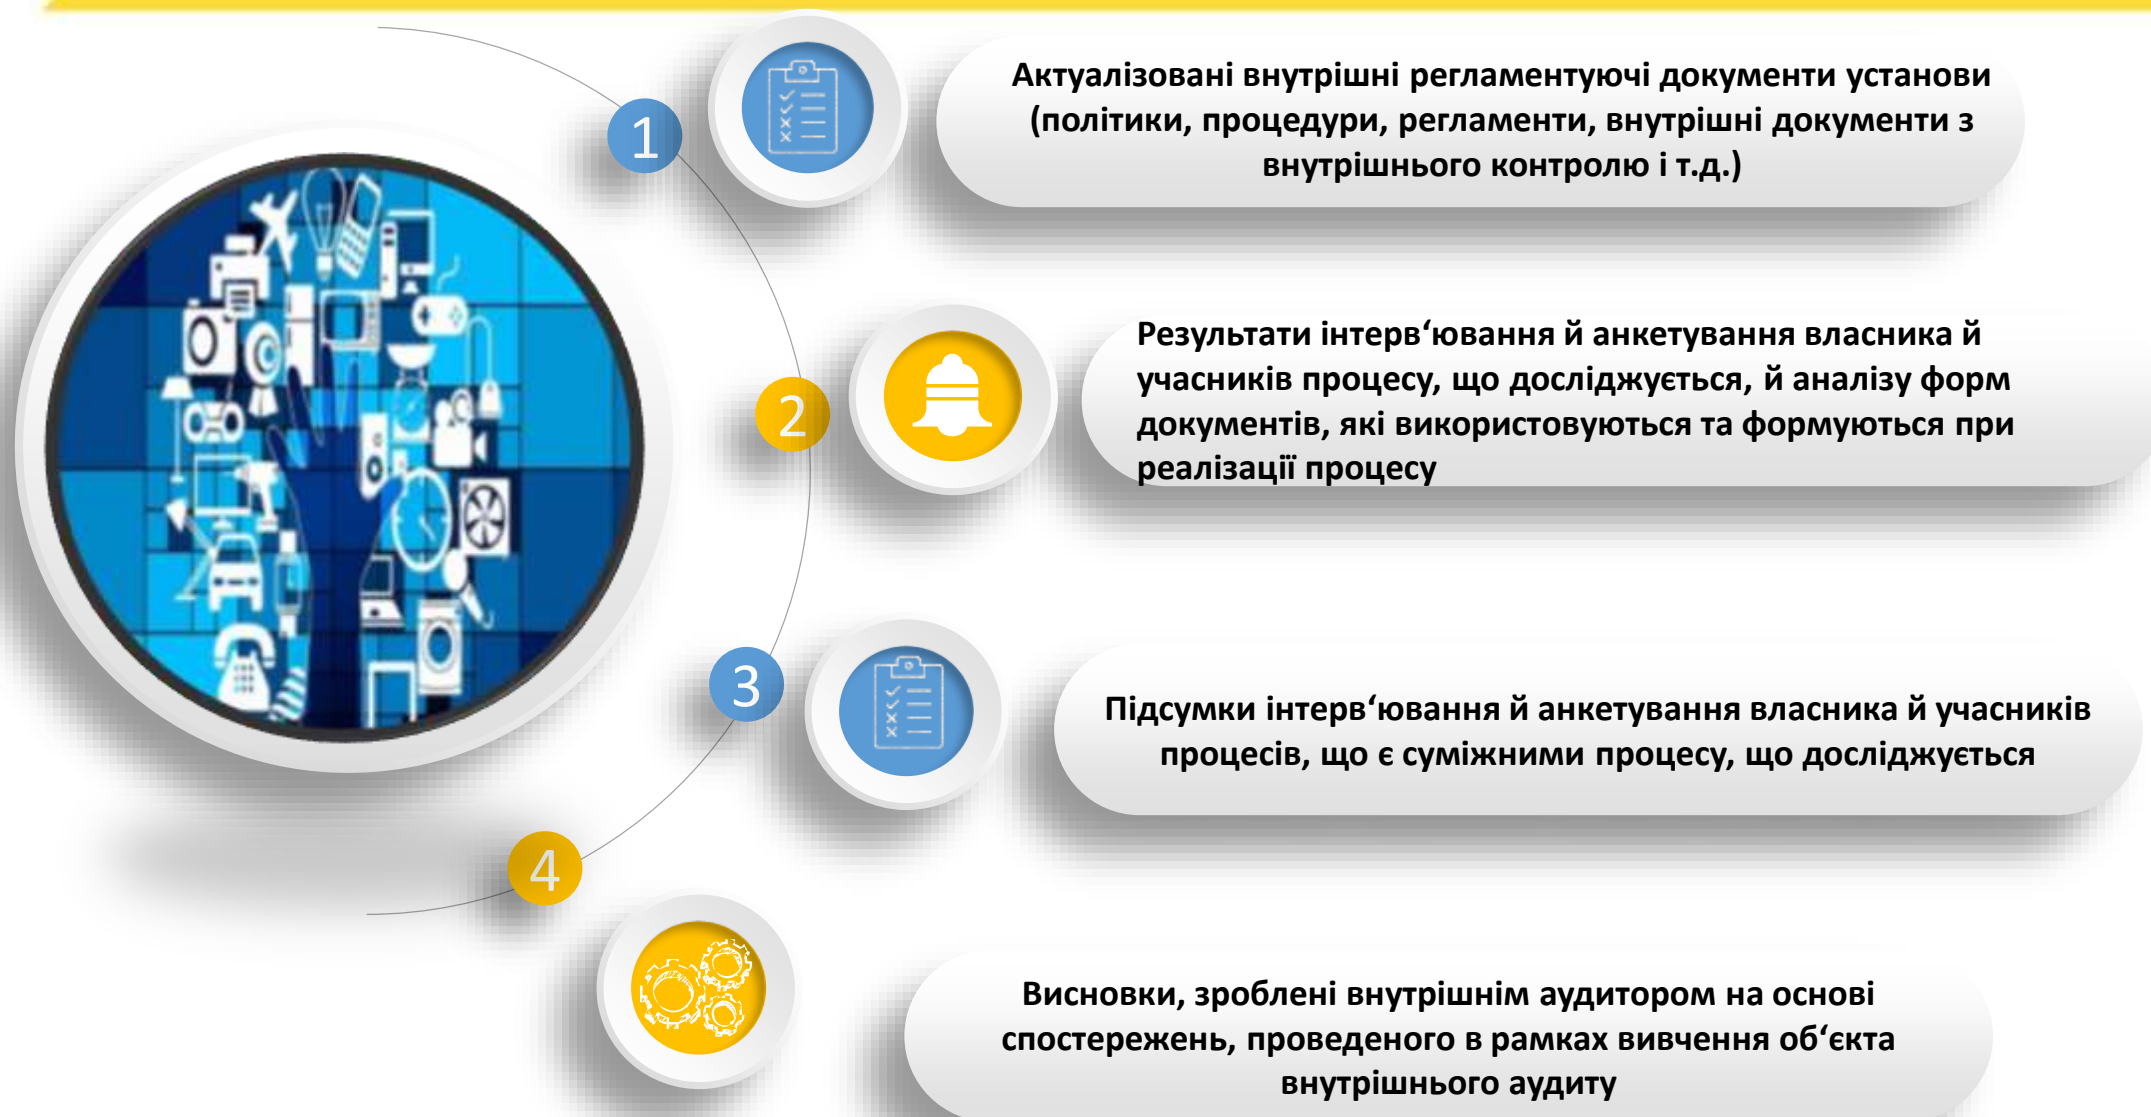 1
Актуалізовані внутрішні регламентуючі документи установи
(політики, процедури, регламенти, внутрішні документи з
внутрішнього контролю і т.д.)
2
Результати інтерв‘ювання й анкетування власника й
учасників процесу, що досліджується, й аналізу форм
документів, які використовуються та формуються при
реалізації процесу
3
Підсумки інтерв‘ювання й анкетування власника й учасників
процесів, що є суміжними процесу, що досліджується
4
Висновки, зроблені внутрішнім аудитором на основі
спостережень, проведеного в рамках вивчення об‘єкта
внутрішнього аудиту